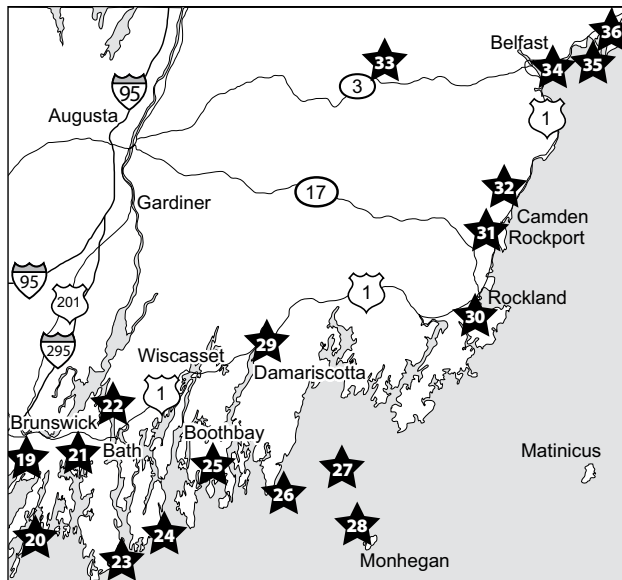 36
Belfast
33
34
35
3
95
Augusta
1
17
32
Gardiner
Camden
31
Rockport
95
201
1
Rockland
30
295
29
Wiscasset
Damariscotta
22
1
Brunswick
Boothbay
19
21
Bath
25
27
Matinicus
26
20
24
28
23
Monhegan